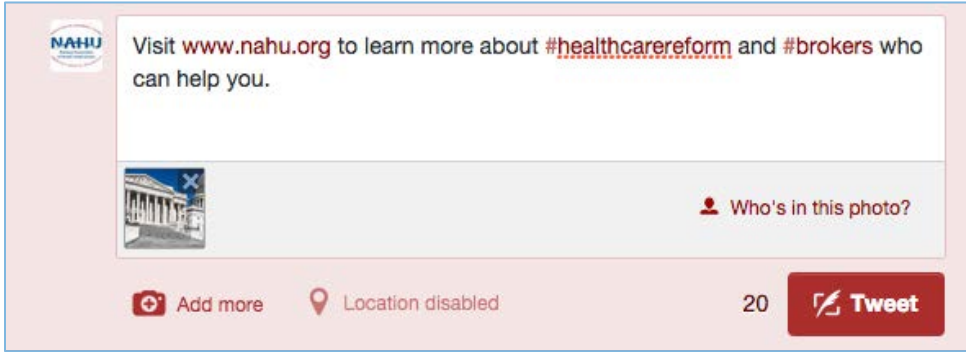 NAHU
Visit www.nahu.org to learn more about #healthcarereform and #brokers who
can help you.
Who's in this photo?
Add more
Location disabled
20
Tweet